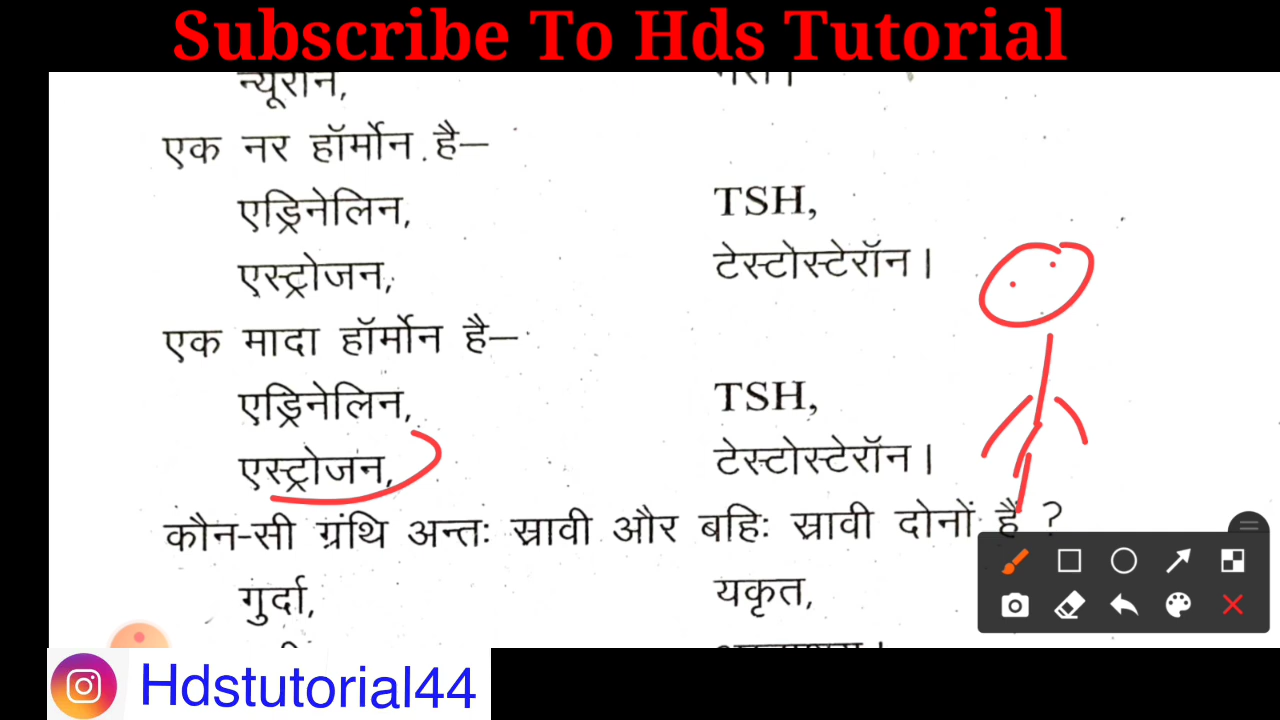 Subscribe To Hds Tutorial
न्यूरॉन,
एक नर हॉर्मोन है—
एड्रिनेलिन, TSH,
एस्ट्रोजन, टेस्टोस्टेरॉन।
एक मादा हॉर्मोन है—
एड्रिनेलिन, TSH,
एस्ट्रोजन, टेस्टोस्टेरॉन।
कौन-सी ग्रंथि अन्तः स्रावी और बहिः स्रावी दोनों हैं ?
गुर्दा, यकृत,
Hdstutorial44